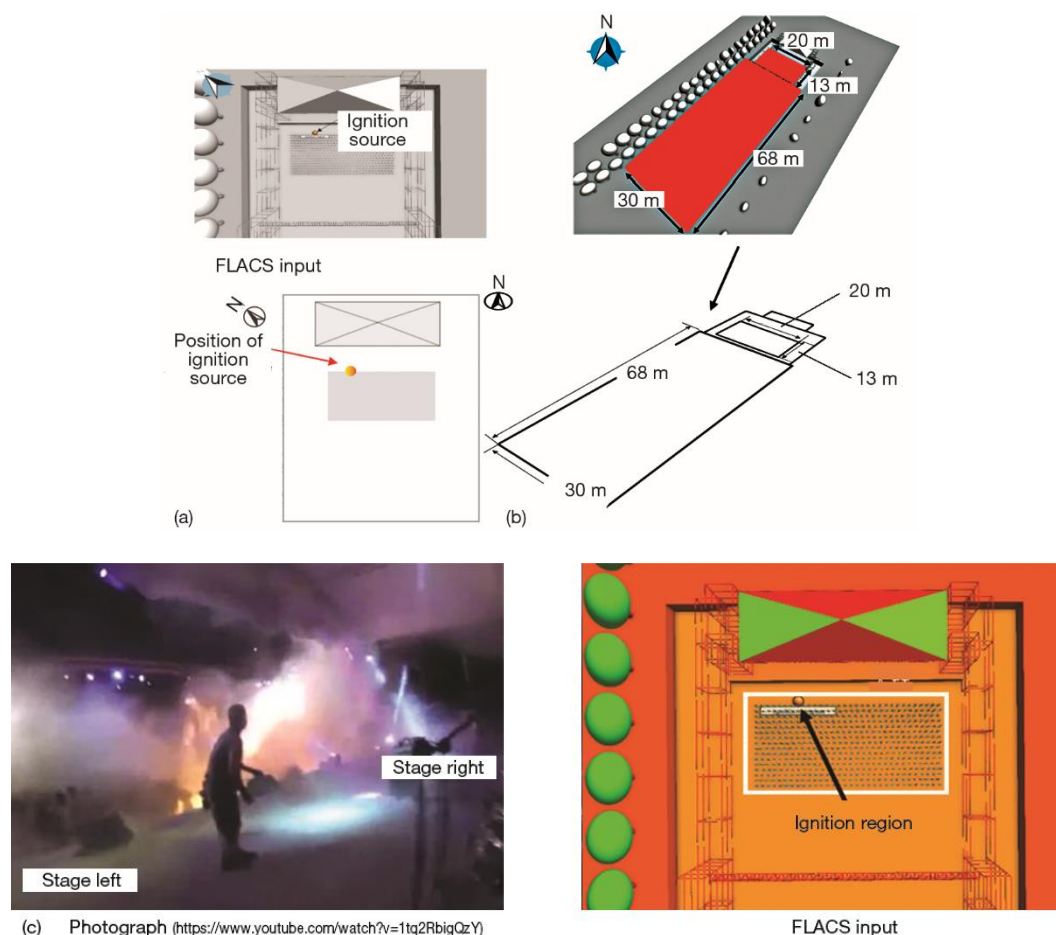 N
Ignition
source
FLACS input
N
Position of
ignition
source
(a)
N
20 m
13 m
68 m
30 m
N
20 m
68 m
13 m
30 m
(b)
Stage right
Stage left
(c) Photograph (https://www.youtube.com/watch?v=1tq2RbigQzY)
Ignition region
FLACS input